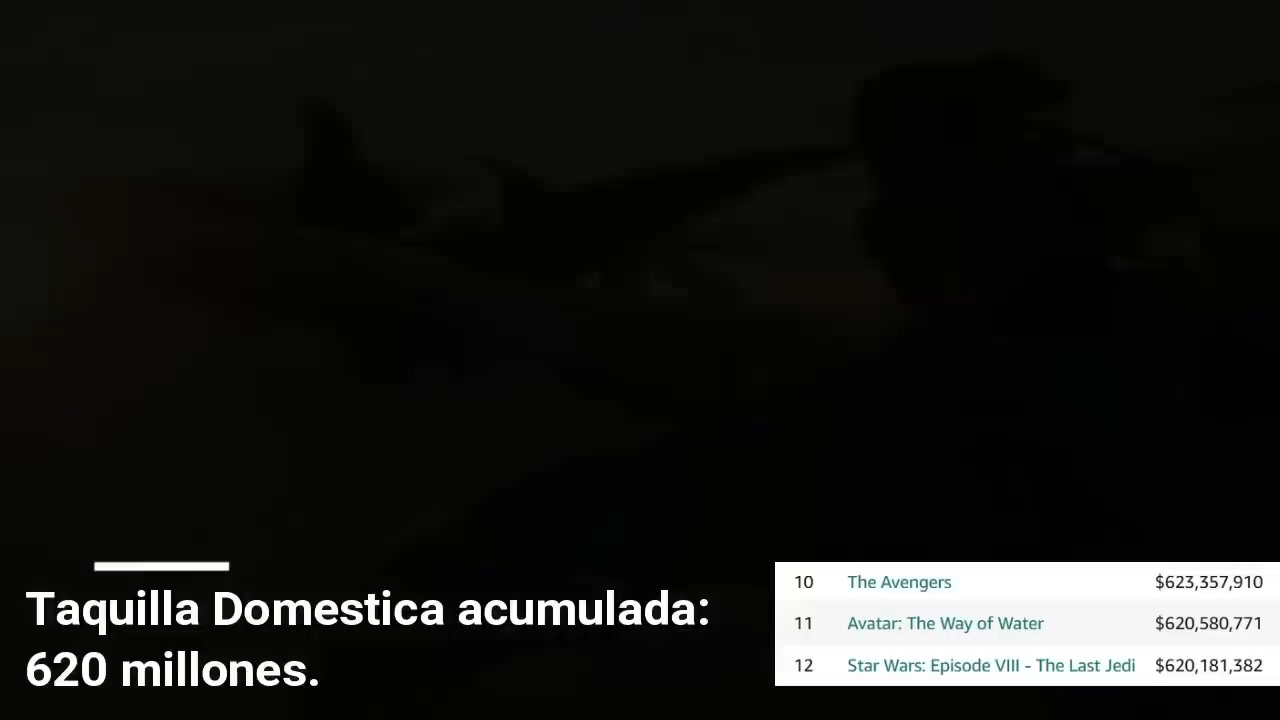 Taquilla Domestica acumulada:
620 millones.
10 The Avengers $623,357,910
11 Avatar: The Way of Water $620,580,771
12 Star Wars: Episode VIII - The Last Jedi $620,181,382